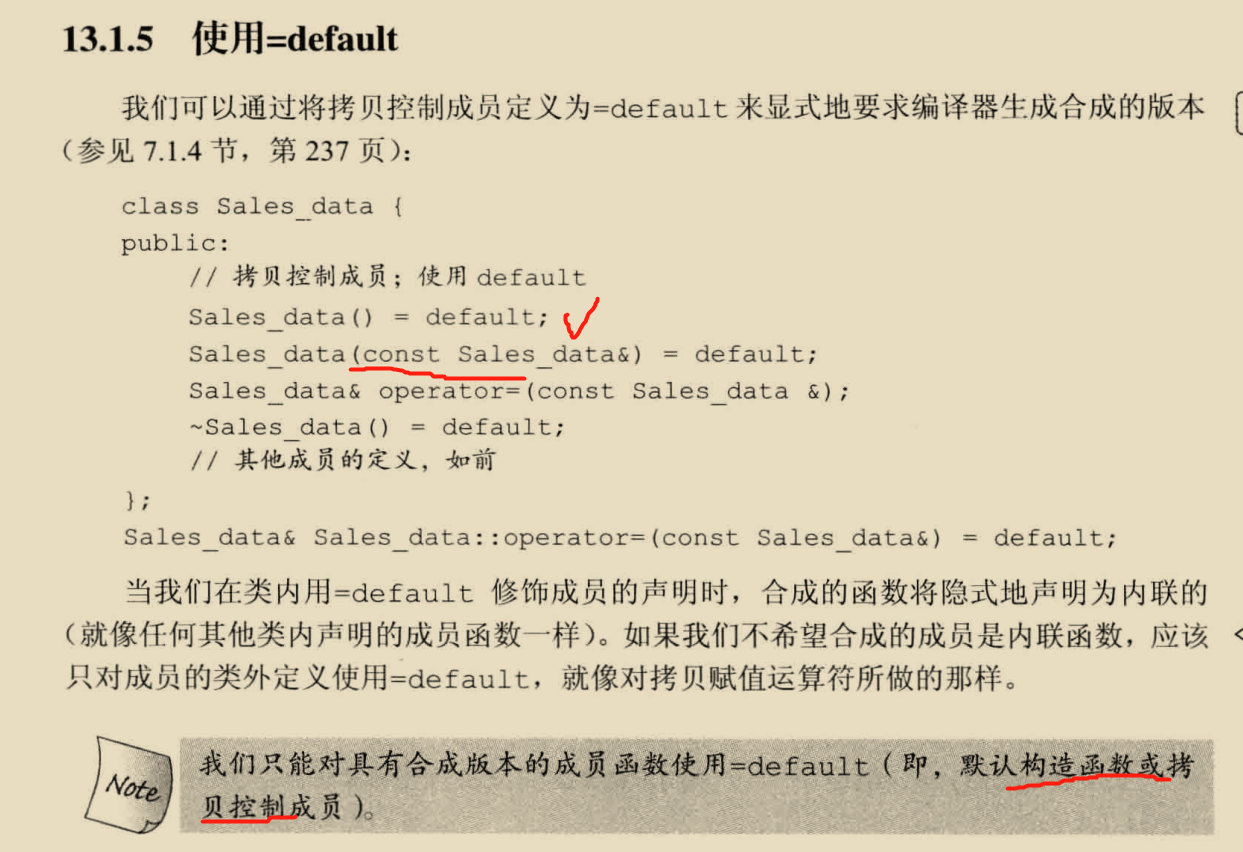 13.1.5 使用=default
我们可以通过将拷贝控制成员定义为=default 来显式地要求编译器生成合成的版本
（参见 7.1.4 节，第 237 页）：
class Sales_data {
public:
// 拷贝控制成员；使用 default
Sales_data() = default;
Sales_data(const Sales_data&) = default;
Sales_data& operator=(const Sales_data &);
~Sales_data() = default;
// 其他成员的定义，如前
};
Sales_data& Sales_data::operator=(const Sales_data&) = default;
当我们在类内用=default 修饰成员的声明时，合成的函数将隐式地声明为内联的
（就像任何其他类内声明的成员函数一样）。如果我们不希望合成的成员是内联函数，应该
只对成员的类外定义使用=default，就像对拷贝赋值运算符所做的那样。
Note
我们只能对具有合成版本的成员函数使用=default（即，默认构造函数或拷
贝控制成员）。